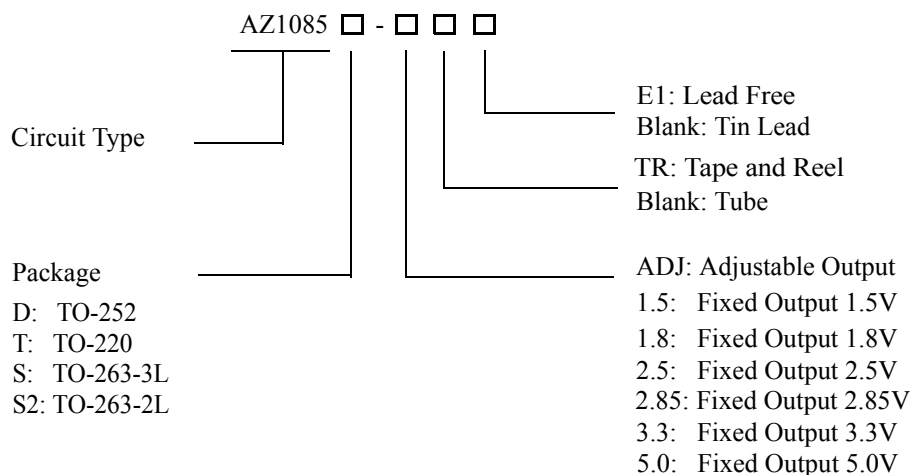 AZ1085 □ - □ □ □
Circuit Type
E1: Lead Free
Blank: Tin Lead
TR: Tape and Reel
Blank: Tube
Package
D: TO-252
T: TO-220
S: TO-263-3L
S2: TO-263-2L
ADJ: Adjustable Output
1.5: Fixed Output 1.5V
1.8: Fixed Output 1.8V
2.5: Fixed Output 2.5V
2.85: Fixed Output 2.85V
3.3: Fixed Output 3.3V
5.0: Fixed Output 5.0V